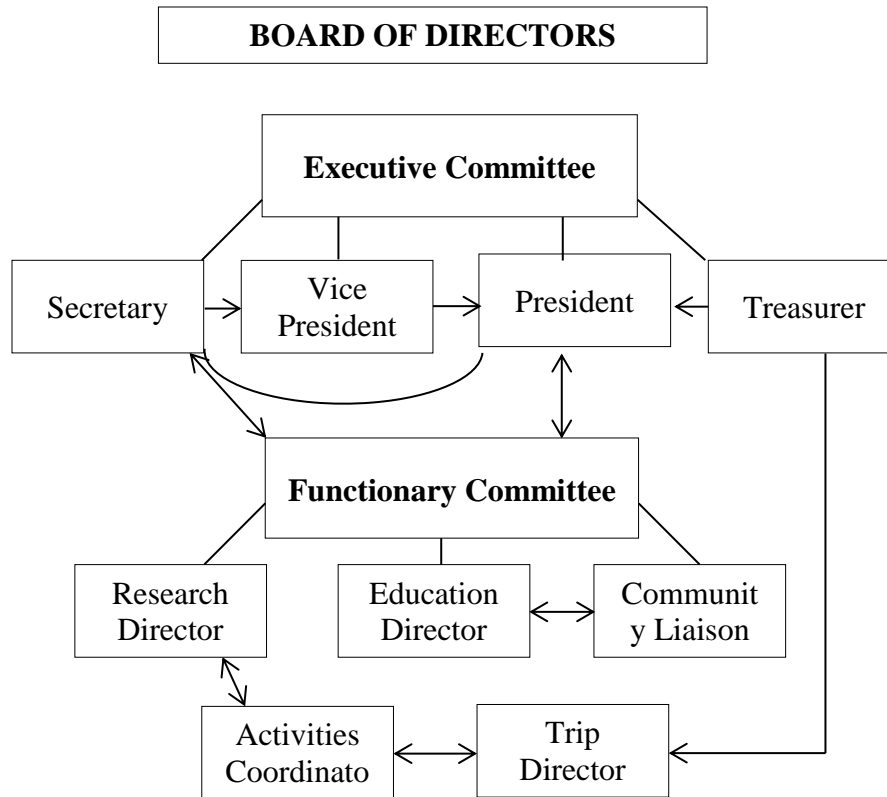 BOARD OF DIRECTORS
Executive Committee
Secretary
Vice
President
President
Treasurer
Functionary Committee
Research
Director
Education
Director
Communit
y Liaison
Activities
Coordinato
Trip
Director